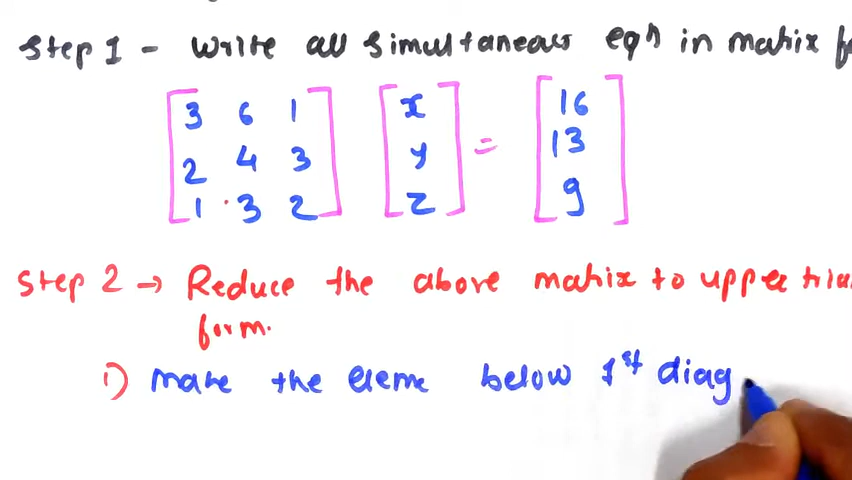 Step 1 - Write all simultaneous eqn in matrix
3 6 1 x 16
2 4 3 y = 13
1 3 2 z 9
Step 2 → Reduce the above matrix to upper
form.
i) make the eleme below 1st diag